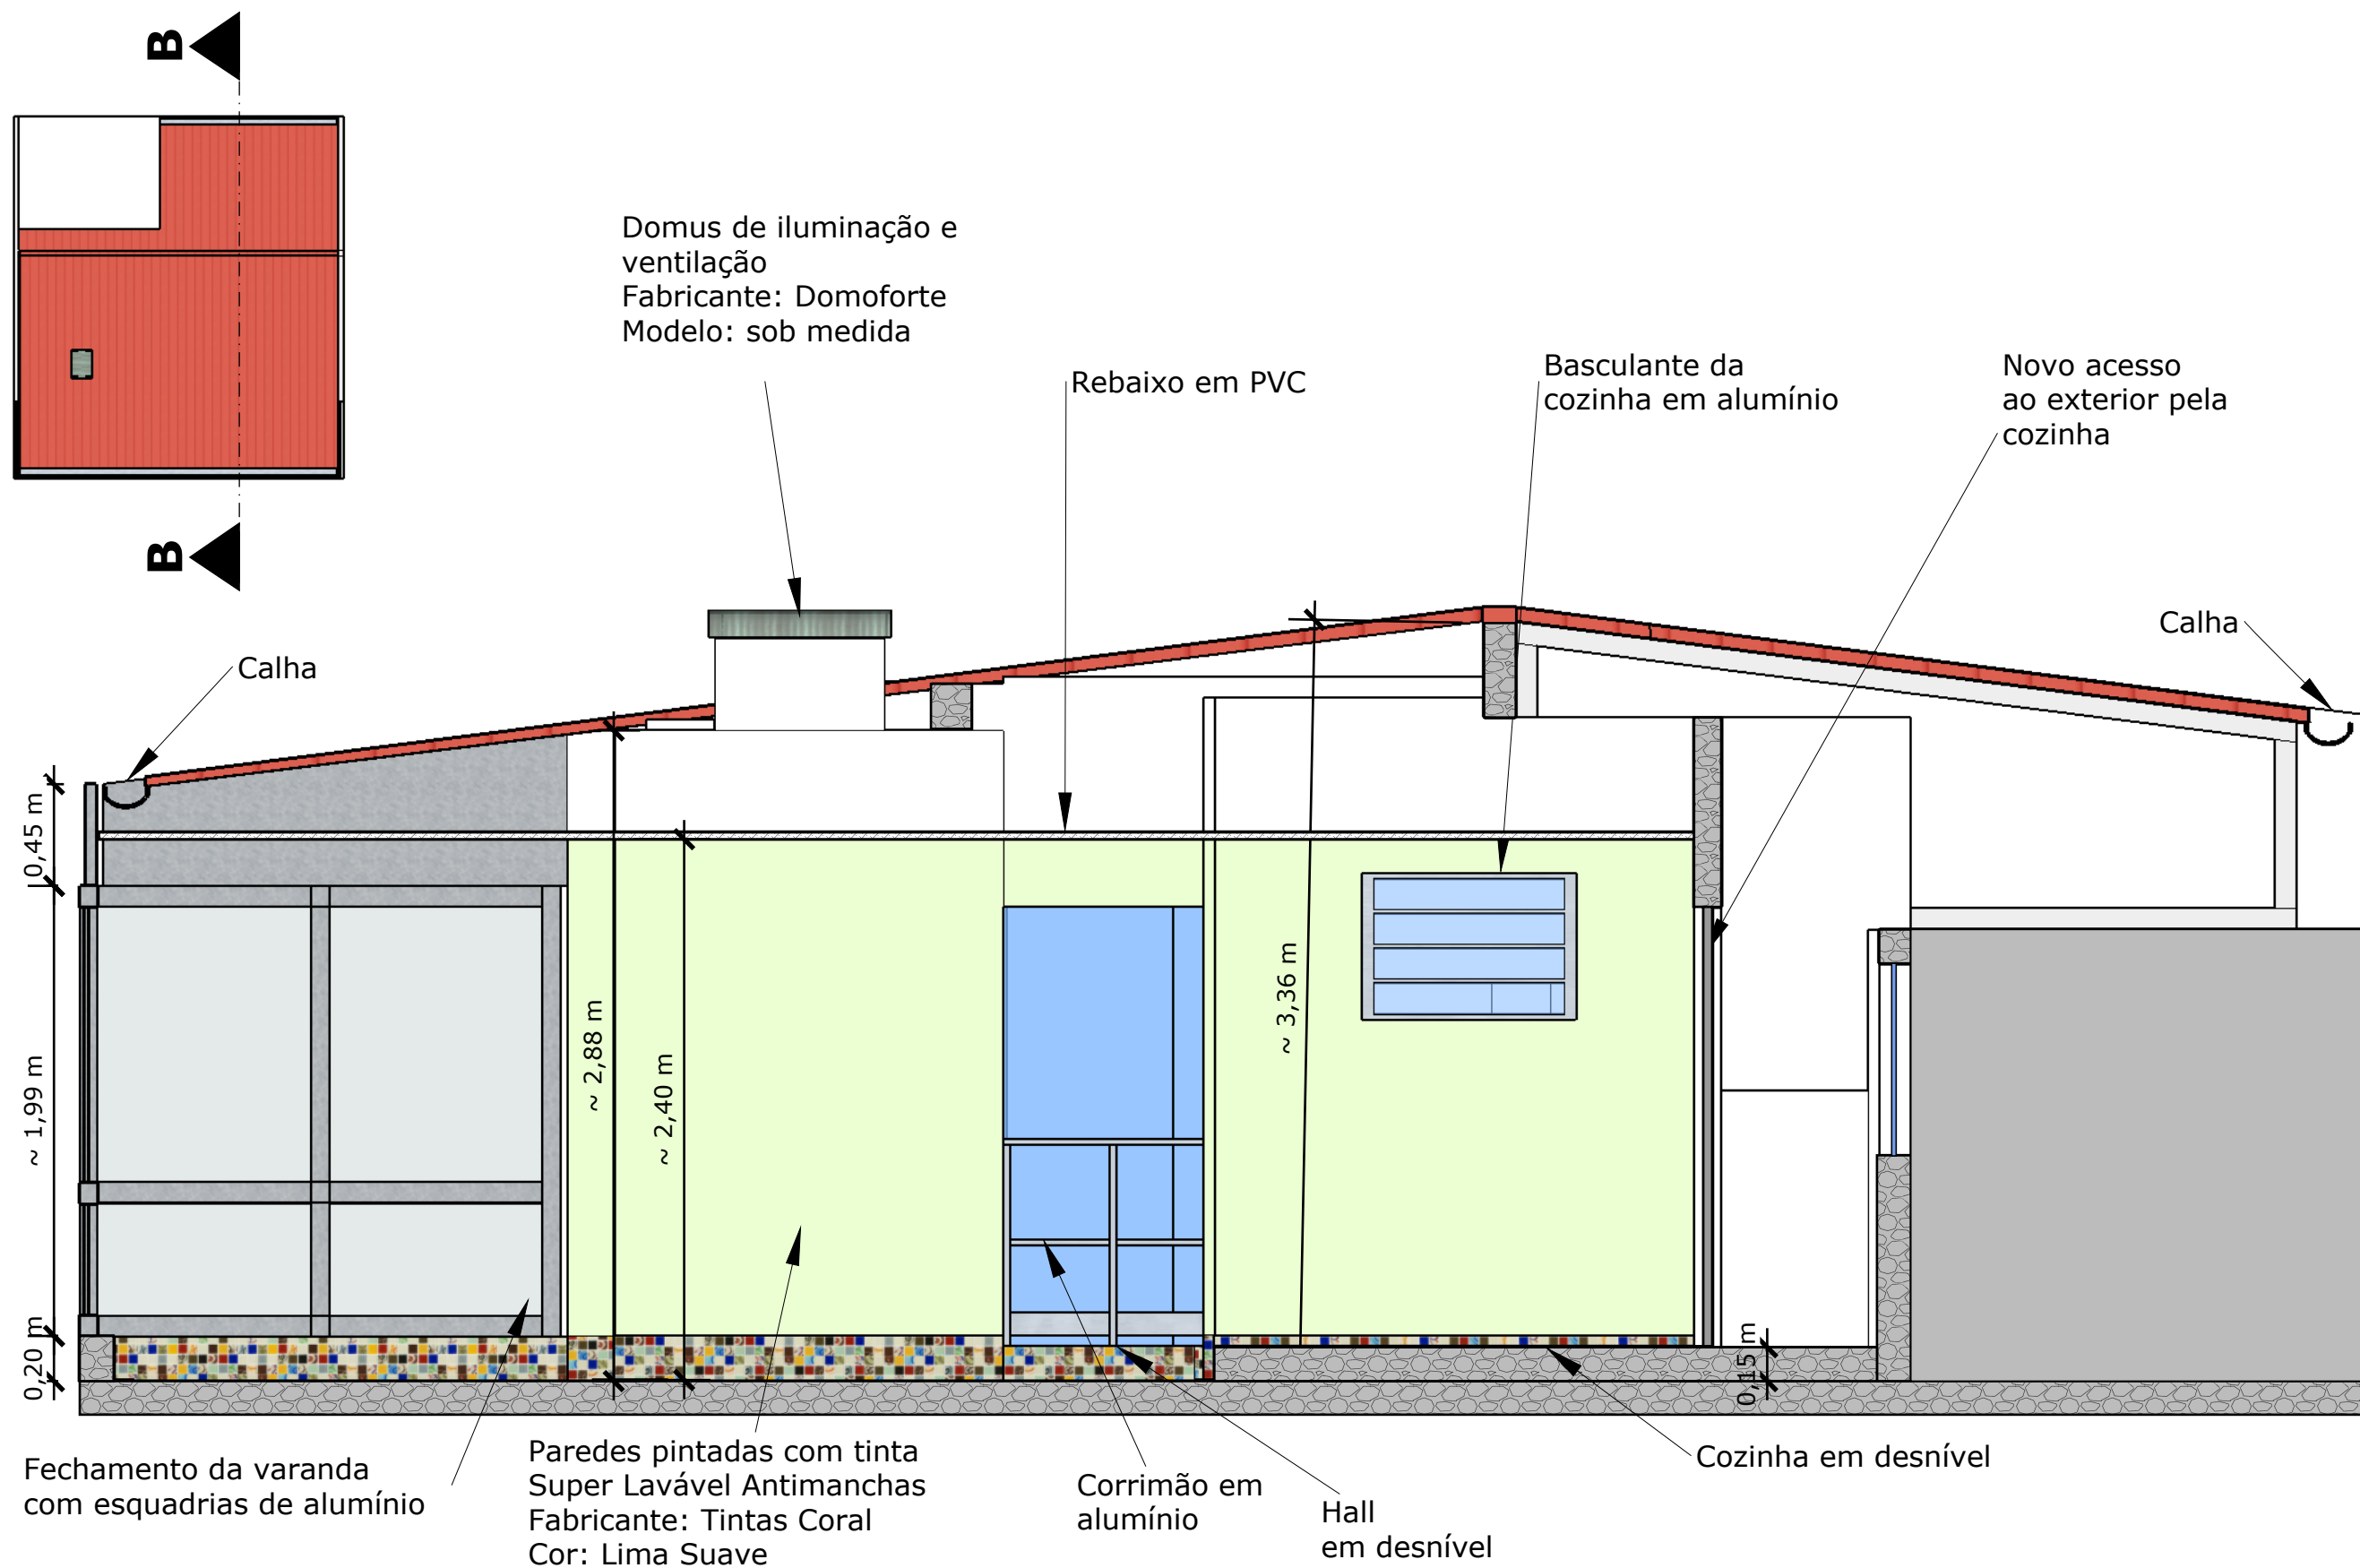 B
B
Domus de iluminação e
ventilação
Fabricante: Domoforte
Modelo: sob medida
Rebaixo em PVC
Basculante da
cozinha em alumínio
Novo acesso
ao exterior pela
cozinha
Calha
Calha
0,45 m
~ 1,99 m
0,20 m
~ 2,88 m
~ 2,40 m
~ 3,36 m
0,15 m
Fechamento da varanda
com esquadrias de alumínio
Paredes pintadas com tinta
Super Lavável Antimanchas
Fabricante: Tintas Coral
Cor: Lima Suave
Corrimão em
alumínio
Hall
em desnível
Cozinha em desnível